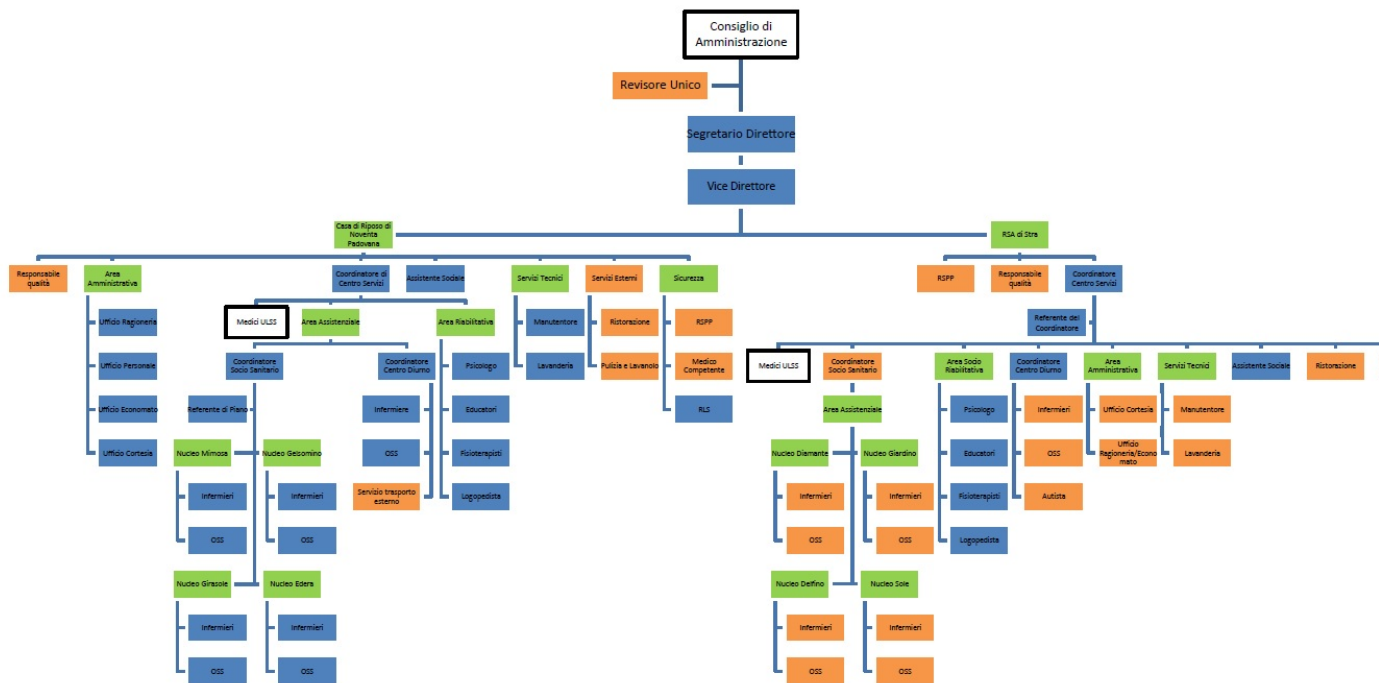 Consiglio di
Amministrazione
Revisore Unico
Segretario Direttore
Vice Direttore
Casa di Riposo di
Noventa
Padovana
RSA di Stra
Responsabile
qualità
Area
Amministrativa
Coordinatore di
Centro Servizi
Assistente Sociale
Servizi Tecnici
Servizi Esterni
Sicurezza
RSPP
Responsabile
qualità
Coordinatore
Centro Servizi
Ufficio Ragioneria
Medici ULSS
Area Assistenziale
Area Riabilitativa
Manutentore
Ristorazione
RSPP
Referente del
Coordinatore
Ufficio Personale
Coordinatore
Socio Sanitario
Coordinatore
Centro Diurno
Psicologo
Lavanderia
Pulizia e Lavanolo
Medico
Competente
Medici ULSS
Coordinatore
Socio Sanitario
Area Socio
Riabilitativa
Coordinatore
Centro Diurno
Area
Amministrativa
Servizi Tecnici
Assistente Sociale
Ristorazione
Ufficio Economato
Referente di Piano
Infermiere
Educatori
RLS
Area Assistenziale
Psicologo
Infermieri
Ufficio Cortesia
Manutentore
Ufficio Cortesia
Nucleo Mimosa
Nucleo Gelsomino
OSS
Fisioterapisti
Nucleo Diamante
Nucleo Giardino
Educatori
OSS
Ufficio
Ragioneria/Econo
mato
Lavanderia
Infermieri
Infermieri
Servizio trasporto
esterno
Logopedista
Infermieri
Infermieri
Fisioterapisti
Autista
OSS
OSS
OSS
OSS
Logopedista
Nucleo Girasole
Nucleo Edera
Nucleo Delfino
Nucleo Sole
Infermieri
Infermieri
Infermieri
Infermieri
OSS
OSS
OSS
OSS